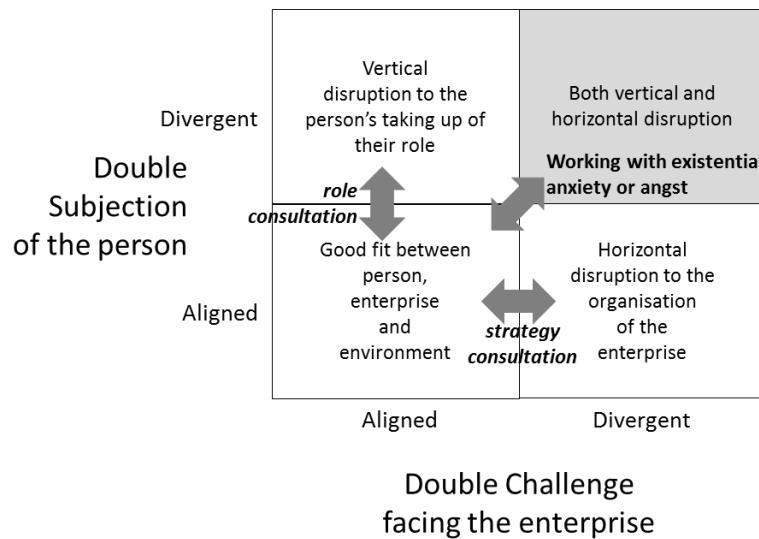 Vertical
disruption to the
person's taking up of
their role
Both vertical and
horizontal disruption
Working with existential
anxiety or angst
Divergent
Double
Subjection
of the person
role
consultation
Good fit between
person,
enterprise
and
environment
Horizontal
disruption to the
organisation
of the
enterprise
Aligned
strategy
consultation
Aligned
Divergent
Double Challenge
facing the enterprise